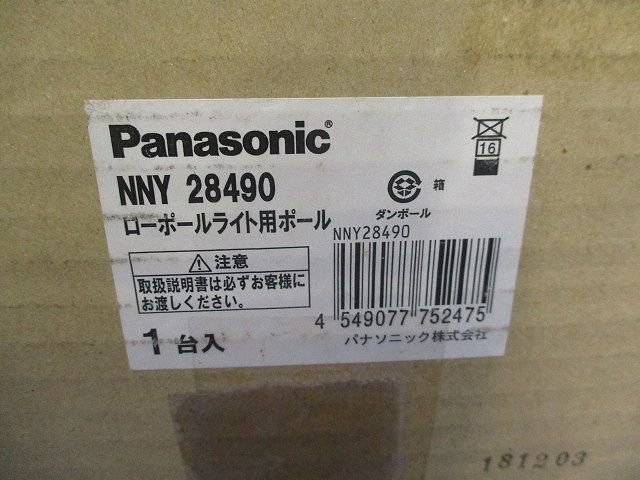 Panasonic®
NNY 28490
ローポールライト用ポール
⚠注意
取扱説明書は必ずお客様に
お渡しください。
1台入
16
箱
ダンボール
NNY28490
4 549077 752475
パナソニック株式会社
181203